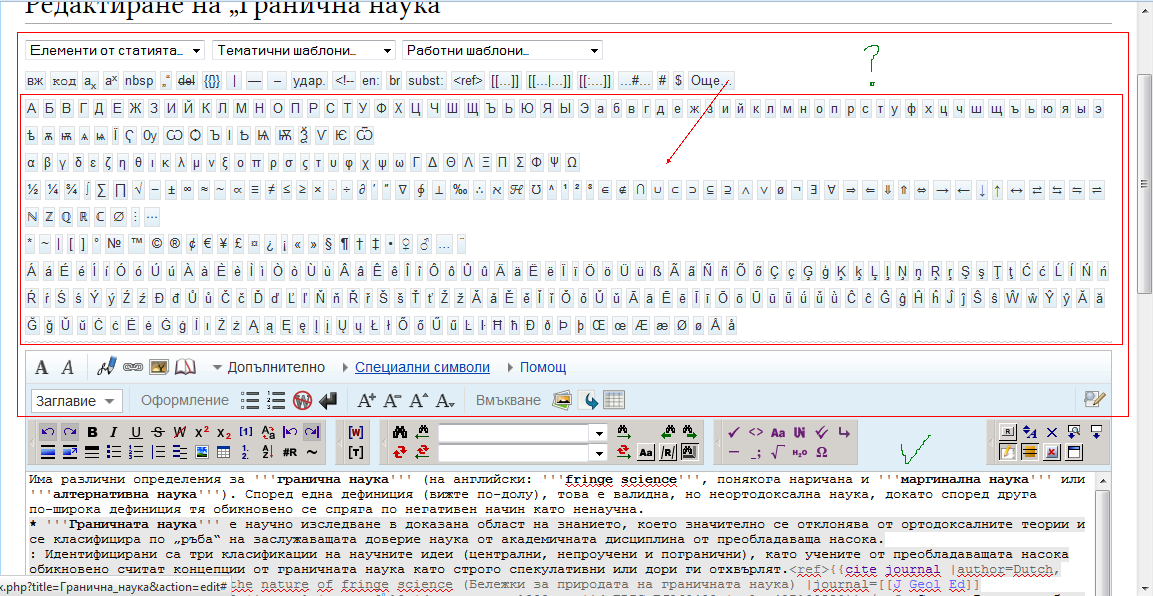 Редактиране на „Гранична наука
Елементи от статията... Тематични шаблони... Работни шаблони... ?
вж код aₓ aˣ nbsp „“ del {{}} | — – удар. <!-- en: br subst: <ref> [[...]] [[...|...]] [[:...]] ...#... # $ Още...
А Б В Г Д Е Ж З И Й К Л М Н О П Р С Т У Ф Х Ц Ч Ш Щ Ъ Ь Ю Я Ы Э а б в г д е ж з и й к л м н о п р с т у ф х ц ч ш щ ъ ь ю я ы э
α β γ δ ε ζ η θ ι κ λ μ ν ξ ο π ρ σ ς τ υ φ χ ψ ω Γ Δ Θ Λ Ξ Π Σ Φ Ψ Ω
½ ¼ ¾ ∫ ∑ ∏ √ − ± ∞ ≈ ~ ∝ ≡ ≠ ≤ ≥ × · ÷ ∂ ′ ″ ∇ ∮ ⊥ ‰ ∴ ℵ ℋ ℧ ^ ¹ ² ³ ∈ ∉ ∩ ∪ ⊂ ⊃ ⊆ ⊇ ∧ ∨ ø ¬ ∃ ∀ ⇒ ⇐ ⇓ ⇑ ⇔ → ← ↓ ↑ ↔
ℕ ℤ ℚ ℝ ℂ ∅ ⋮ ⋯
* ~ | [ ] ° № ™ © ® ¢ € ¥ £ ¤ ¿ ¡ « » § ¶ † ‡ • ♀ ♂ …
Á á É é Í í Ó ó Ú ú À à È è Ì ì Ò ò Ù ù Â â Ê ê Î î Ô ô Û û Ä ä Ë ë Ï ï Ö ö Ü ü ß Ã ã Ñ ñ Õ õ Ç ç Ģ ģ Ķ ķ Ļ ļ Ņ ņ Ŗ ŗ Ş ş Ţ ţ Ć ć Ĺ Í Ń ń
Ŕ ŕ Ś ś Ý ý Ź ź Đ đ Ů ů Č č Ď ď Ľ ľ Ň ň Ř ř Š š Ť ť Ž ž Ǎ ǎ Ě ě Ǐ ǐ Ǒ ǒ Ǔ ǔ Ā ā Ē ē Ī ī Ō ō Ū ū Ĉ ĉ Ĝ ĝ Ĥ ĥ Ĵ ĵ Ŝ ŝ Ŵ ŵ Ŷ ŷ Ă ă
Ğ ğ Ŭ ŭ Ċ ċ Ė ė Ġ ġ İ ı Ż ż Ą ą Ę ę Į į Ų ų Ł ł Ő ő Ű ű Ŀ ŀ Ħ ħ Ð ð Þ þ Œ œ Æ æ Ø ø Å å
A A Допълнително Специални символи Помощ
Заглавие Оформление A⁺ A⁻ Вмъкване
Има различни определения за '''гранична наука''' (на английски: '''fringe science''', понякога наричана и '''маргинална наука''' или
'''алтернативна наука'''). Според една дефиниция (вижте по-долу), това е валидна, но неортодоксална наука, докато според друга
по-широка дефиниция тя обикновено се спряга по негативен начин като ненаучна.
* '''Граничната наука''' е научно изследване в доказана област на знанието, което значително се отклонява от ортодоксалните теории и
се класифицира по „ръба“ на заслужаващата доверие наука от академичната дисциплина от преобладаваща насока.
: Идентифицирани са три класификации на научните идеи (централни, непроучени и погранични), като учените от преобладаващата насока
обикновено считат концепции от граничната наука като строго спекулативни или дори ги отхвърлят.<ref>{{cite journal |author=Dutch,
x.php?title=Гранична_наука&action=edit# he nature of fringe science (Бележки за природата на граничната наука) |journal=[[J Geol Ed]]